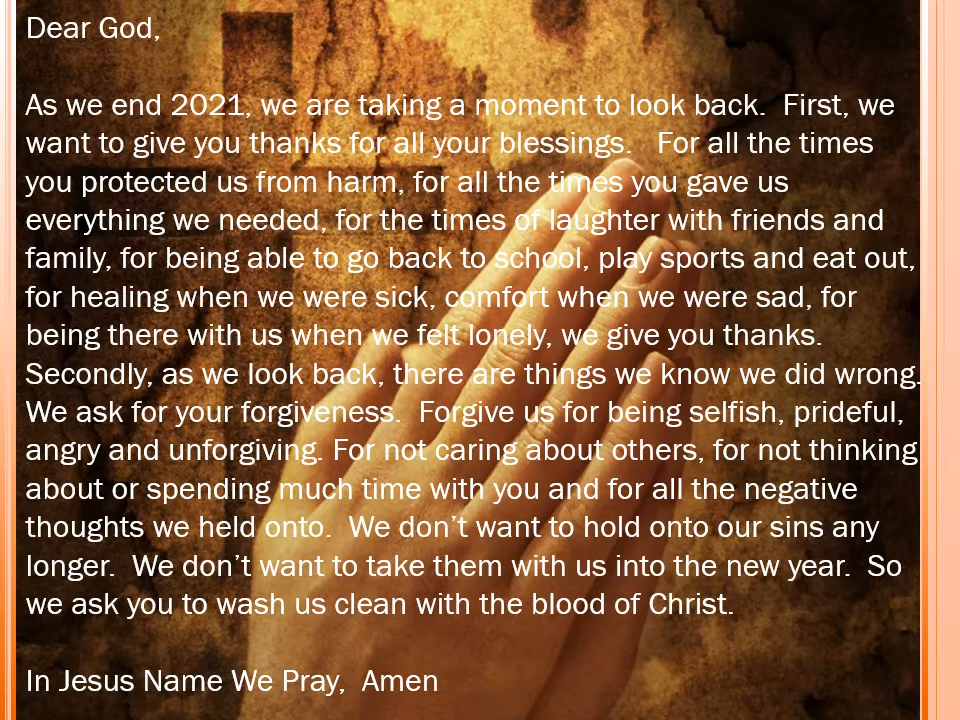 Dear God,
As we end 2021, we are taking a moment to look back.  First, we
want to give you thanks for all your blessings.   For all the times
you protected us from harm, for all the times you gave us
everything we needed, for the times of laughter with friends and
family, for being able to go back to school, play sports and eat out,
for healing when we were sick, comfort when we were sad, for
being there with us when we felt lonely, we give you thanks.
Secondly, as we look back, there are things we know we did wrong.
We ask for your forgiveness.  Forgive us for being selfish, prideful,
angry and unforgiving. For not caring about others, for not thinking
about or spending much time with you and for all the negative
thoughts we held onto.  We don’t want to hold onto our sins any
longer.  We don’t want to take them with us into the new year.  So
we ask you to wash us clean with the blood of Christ.
In Jesus Name We Pray,  Amen